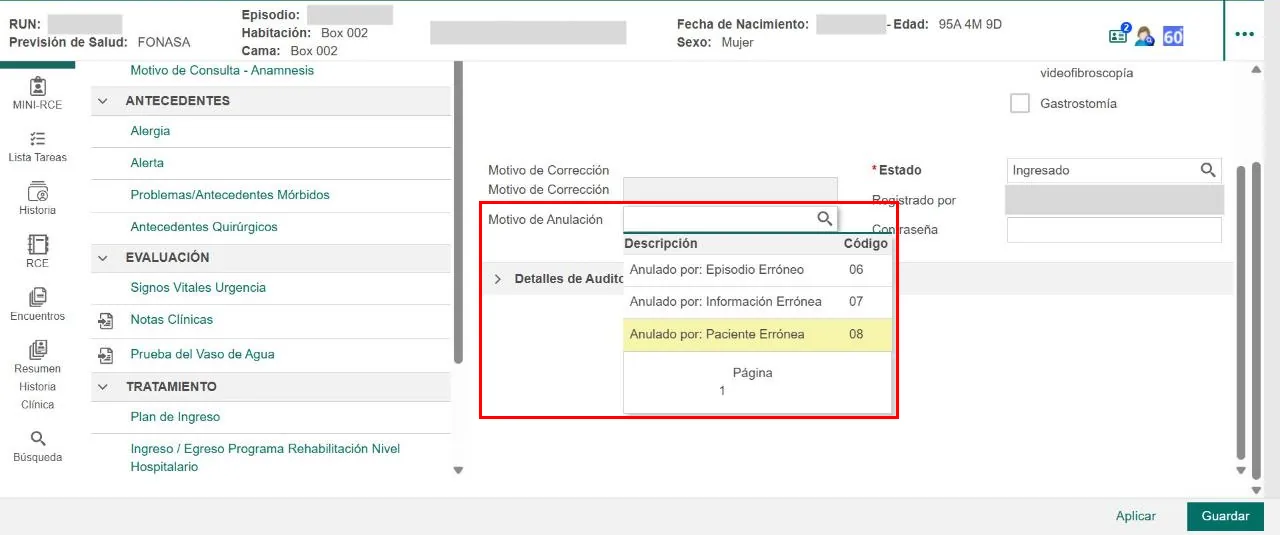 RUN:
Previsión de Salud: FONASA
Episodio:
Habitación: Box 002
Cama: Box 002
Fecha de Nacimiento: - Edad: 95A 4M 9D
Sexo: Mujer
2
60
MINI-RCE
Lista Tareas
Historia
RCE
Encuentros
Resumen
Historia
Clínica
Búsqueda
Motivo de Consulta - Anamnesis
ANTECEDENTES
Alergia
Alerta
Problemas/Antecedentes Mórbidos
Antecedentes Quirúrgicos
EVALUACIÓN
Signos Vitales Urgencia
Notas Clínicas
Prueba del Vaso de Agua
TRATAMIENTO
Plan de Ingreso
Ingreso / Egreso Programa Rehabilitación Nivel
Hospitalario
videofibroscopía
Gastrostomía
Motivo de Corrección
Motivo de Corrección
Motivo de Anulación
* Estado
Ingresado
Registrado por
Contraseña
Descripción Código
Anulado por: Episodio Erróneo 06
Anulado por: Información Errónea 07
Anulado por: Paciente Errónea 08
Página
1
Detalles de Audito
Aplicar
Guardar